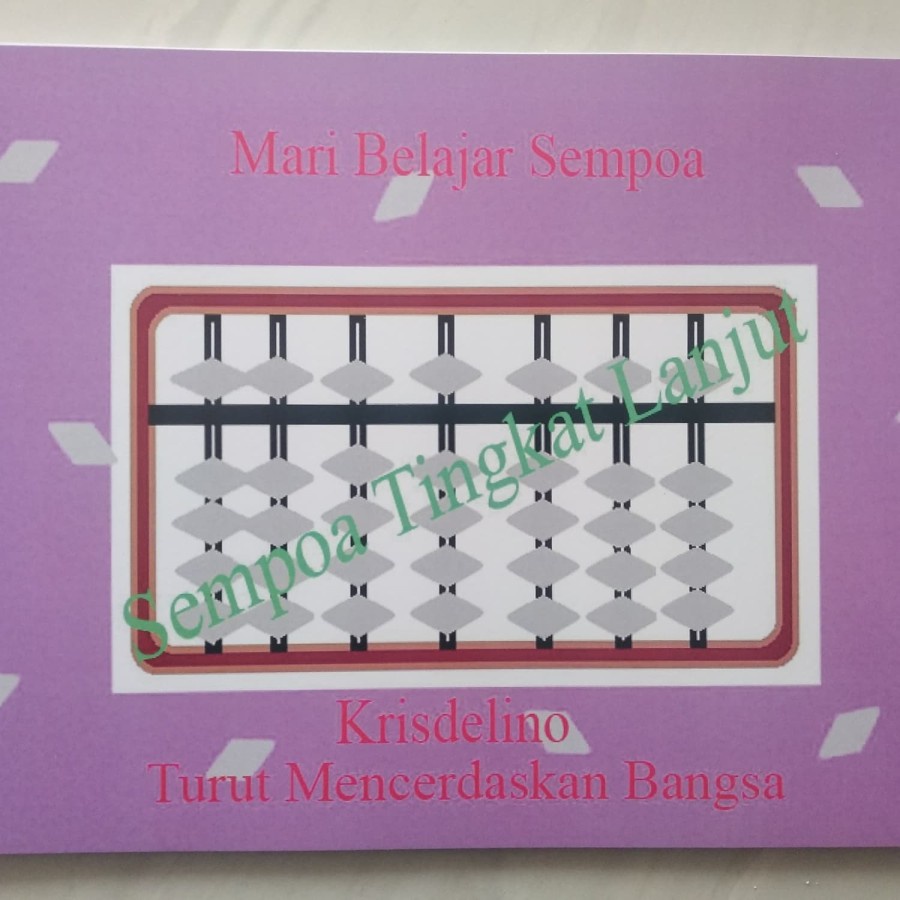 Mari Belajar Sempoa
Sempoa Tingkat Lanjut
Krisdelino
Turut Mencerdaskan Bangsa